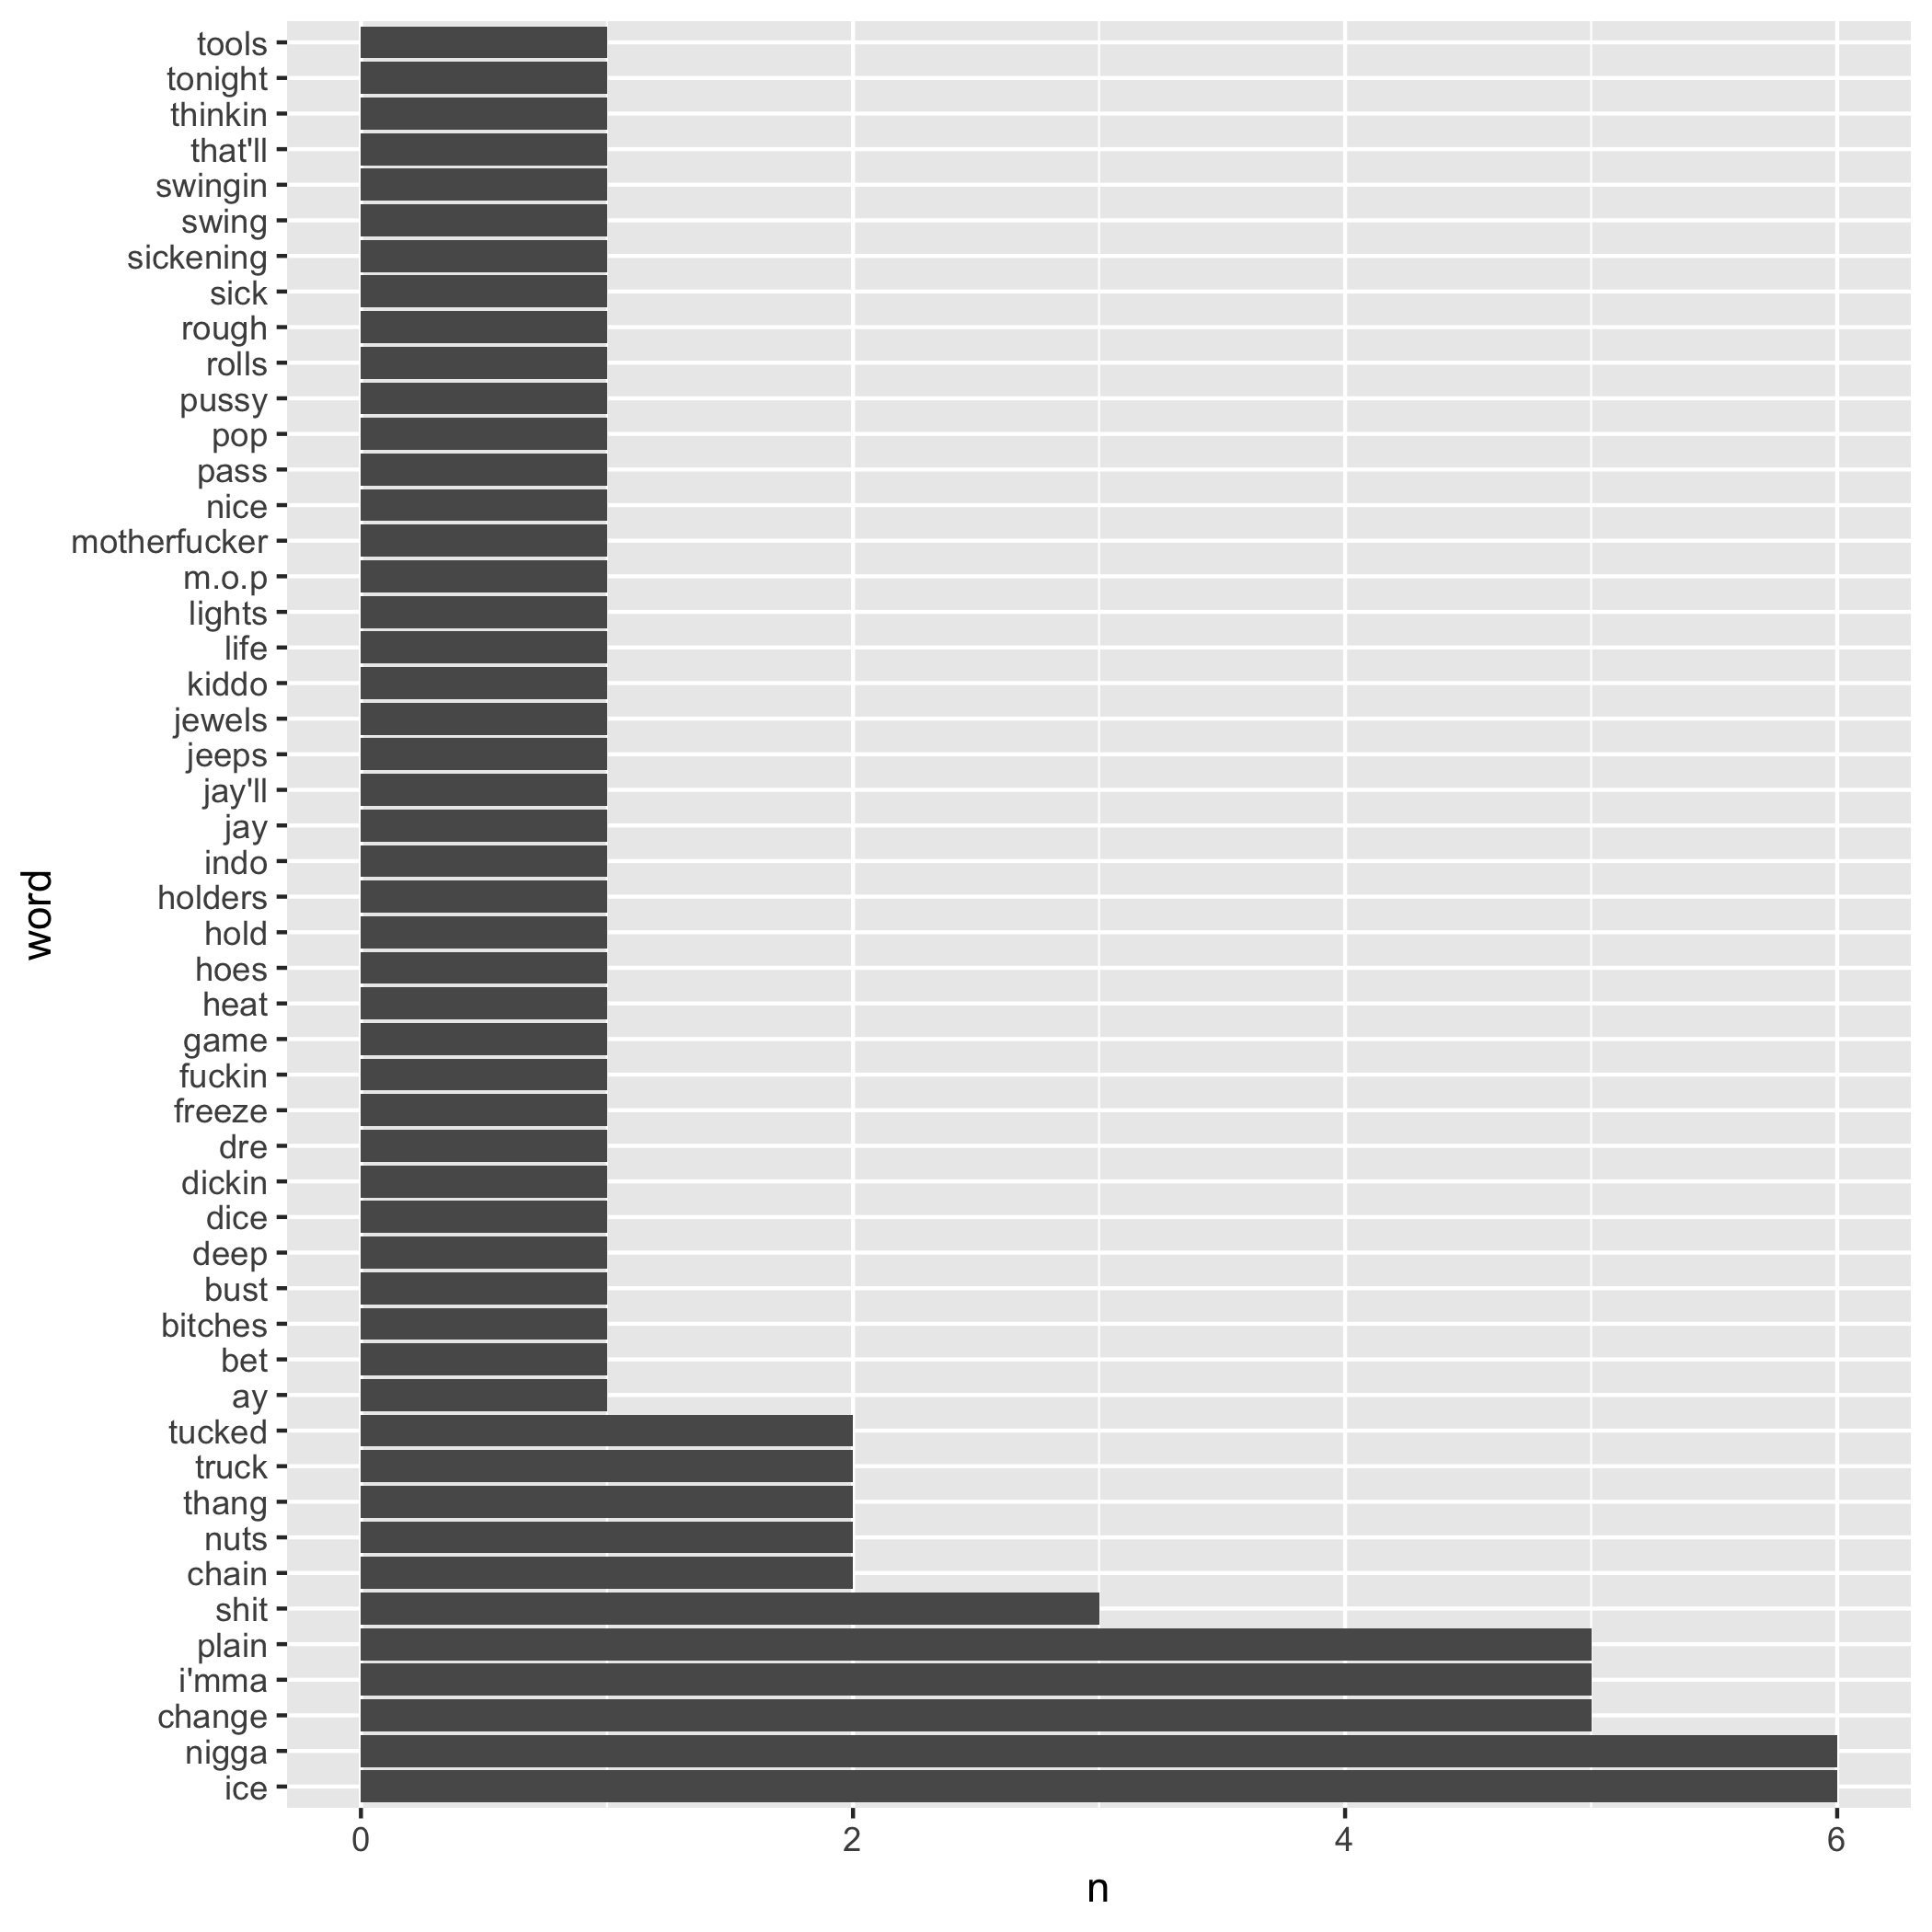 tools
tonight
thinkin
that'll
swingin
swing
sickening
sick
rough
rolls
pussy
pop
pass
nice
motherfucker
m.o.p
lights
life
kiddo
jewels
jeeps
jay'll
jay
indo
holders
hold
hoes
heat
game
fuckin
freeze
dre
dickin
dice
deep
bust
bitches
bet
ay
tucked
truck
thang
nuts
chain
shit
plain
i'mma
change
nigga
ice
word
0 2 4 6
n